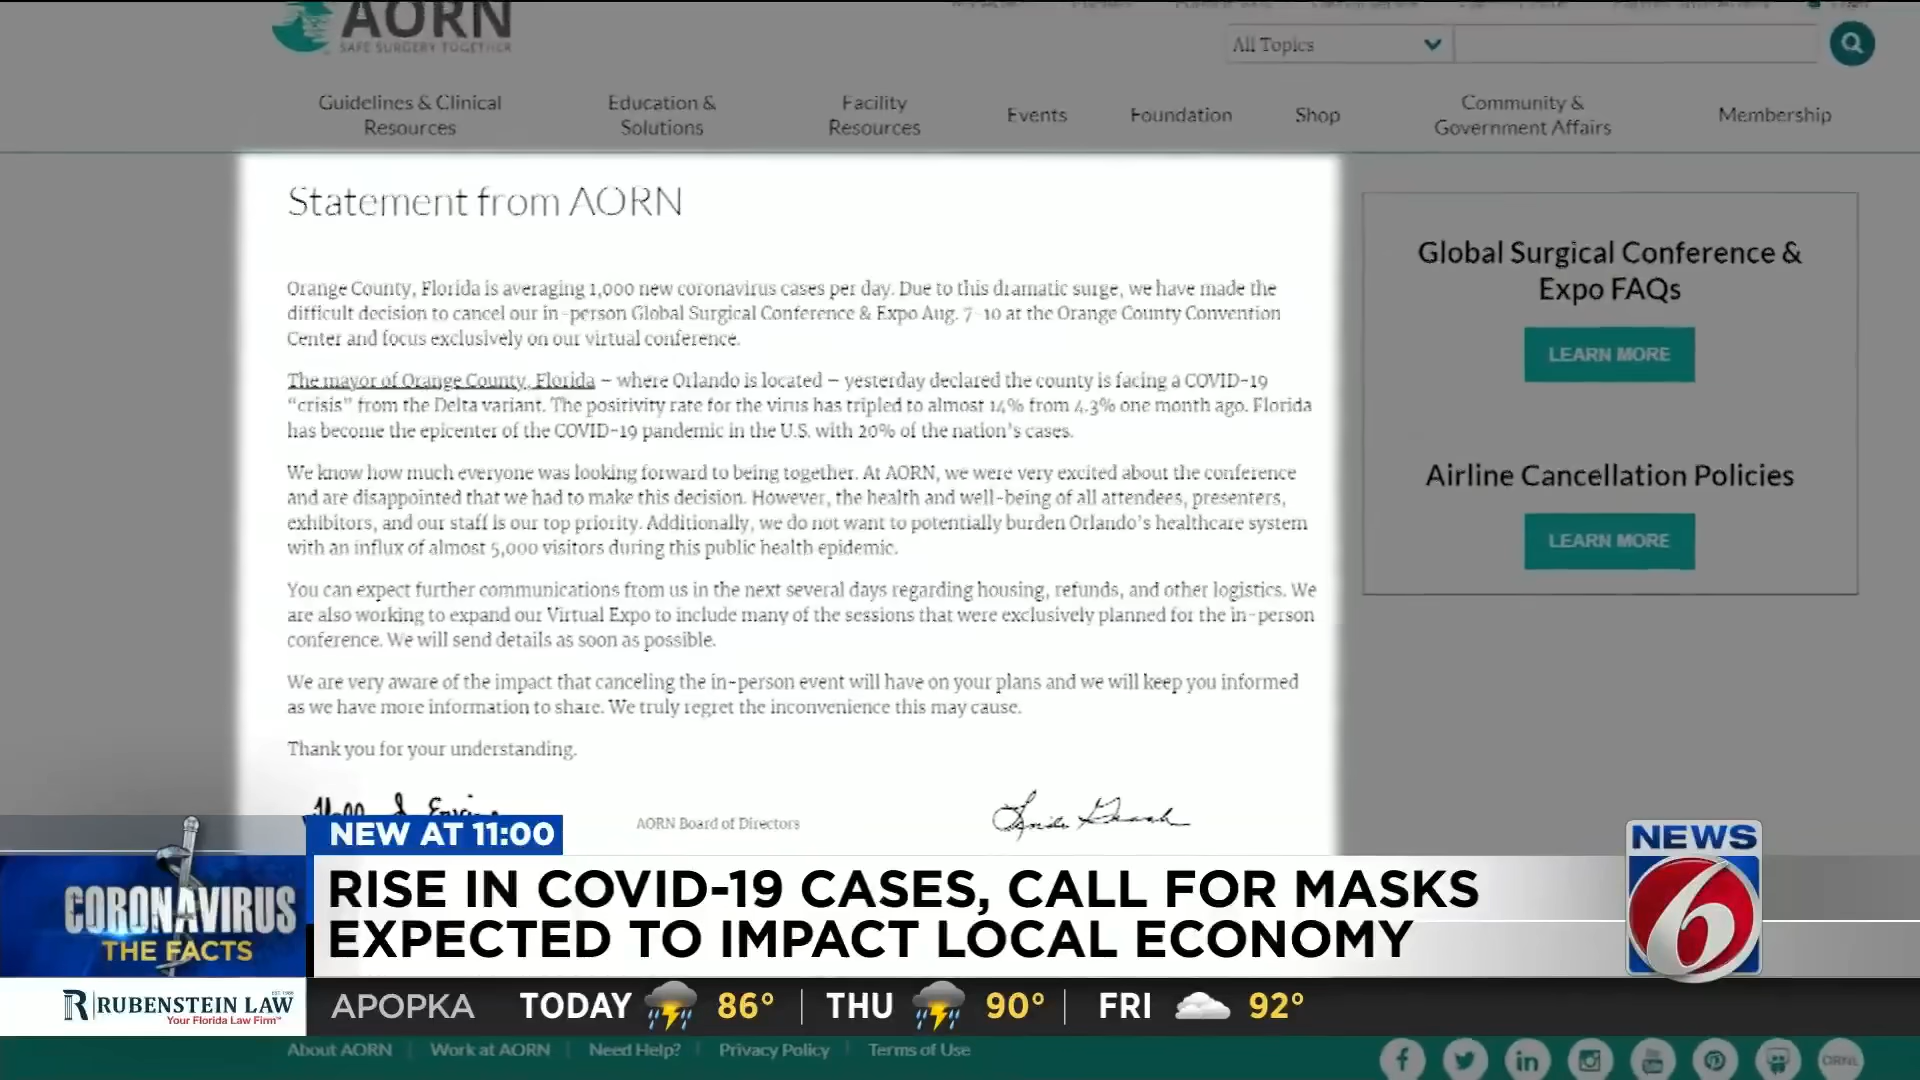 AORN
SAFE SURGERY TOGETHER
All Topics
Guidelines & Clinical
Resources
Education &
Solutions
Facility
Resources
Events
Foundation
Shop
Community &
Government Affairs
Membership
Statement from AORN
Orange County, Florida is averaging 1,000 new coronavirus cases per day. Due to this dramatic surge, we have made the
difficult decision to cancel our in-person Global Surgical Conference & Expo Aug. 7-10 at the Orange County Convention
Center and focus exclusively on our virtual conference.
The mayor of Orange County, Florida – where Orlando is located – yesterday declared the county is facing a COVID-19
“crisis” from the Delta variant. The positivity rate for the virus has tripled to almost 14% from 4.3% one month ago. Florida
has become the epicenter of the COVID-19 pandemic in the U.S. with 20% of the nation's cases.
We know how much everyone was looking forward to being together. At AORN, we were very excited about the conference
and are disappointed that we had to make this decision. However, the health and well-being of all attendees, presenters,
exhibitors, and our staff is our top priority. Additionally, we do not want to potentially burden Orlando's healthcare system
with an influx of almost 5,000 visitors during this public health epidemic.
You can expect further communications from us in the next several days regarding housing, refunds, and other logistics. We
are also working to expand our Virtual Expo to include many of the sessions that were exclusively planned for the in-person
conference. We will send details as soon as possible.
We are very aware of the impact that canceling the in-person event will have on your plans and we will keep you informed
as we have more information to share. We truly regret the inconvenience this may cause.
Thank you for your understanding.
AORN Board of Directors
Global Surgical Conference &
Expo FAQs
LEARN MORE
Airline Cancellation Policies
LEARN MORE
NEW AT 11:00
CORONAVIRUS
THE FACTS
RISE IN COVID-19 CASES, CALL FOR MASKS
EXPECTED TO IMPACT LOCAL ECONOMY
NEWS
6
RUBENSTEIN LAW
Your Florida Law Firm
APOPKA TODAY 86° THU 90° FRI 92°
About AORN Work at AORN Need Help? Privacy Policy Terms of Use